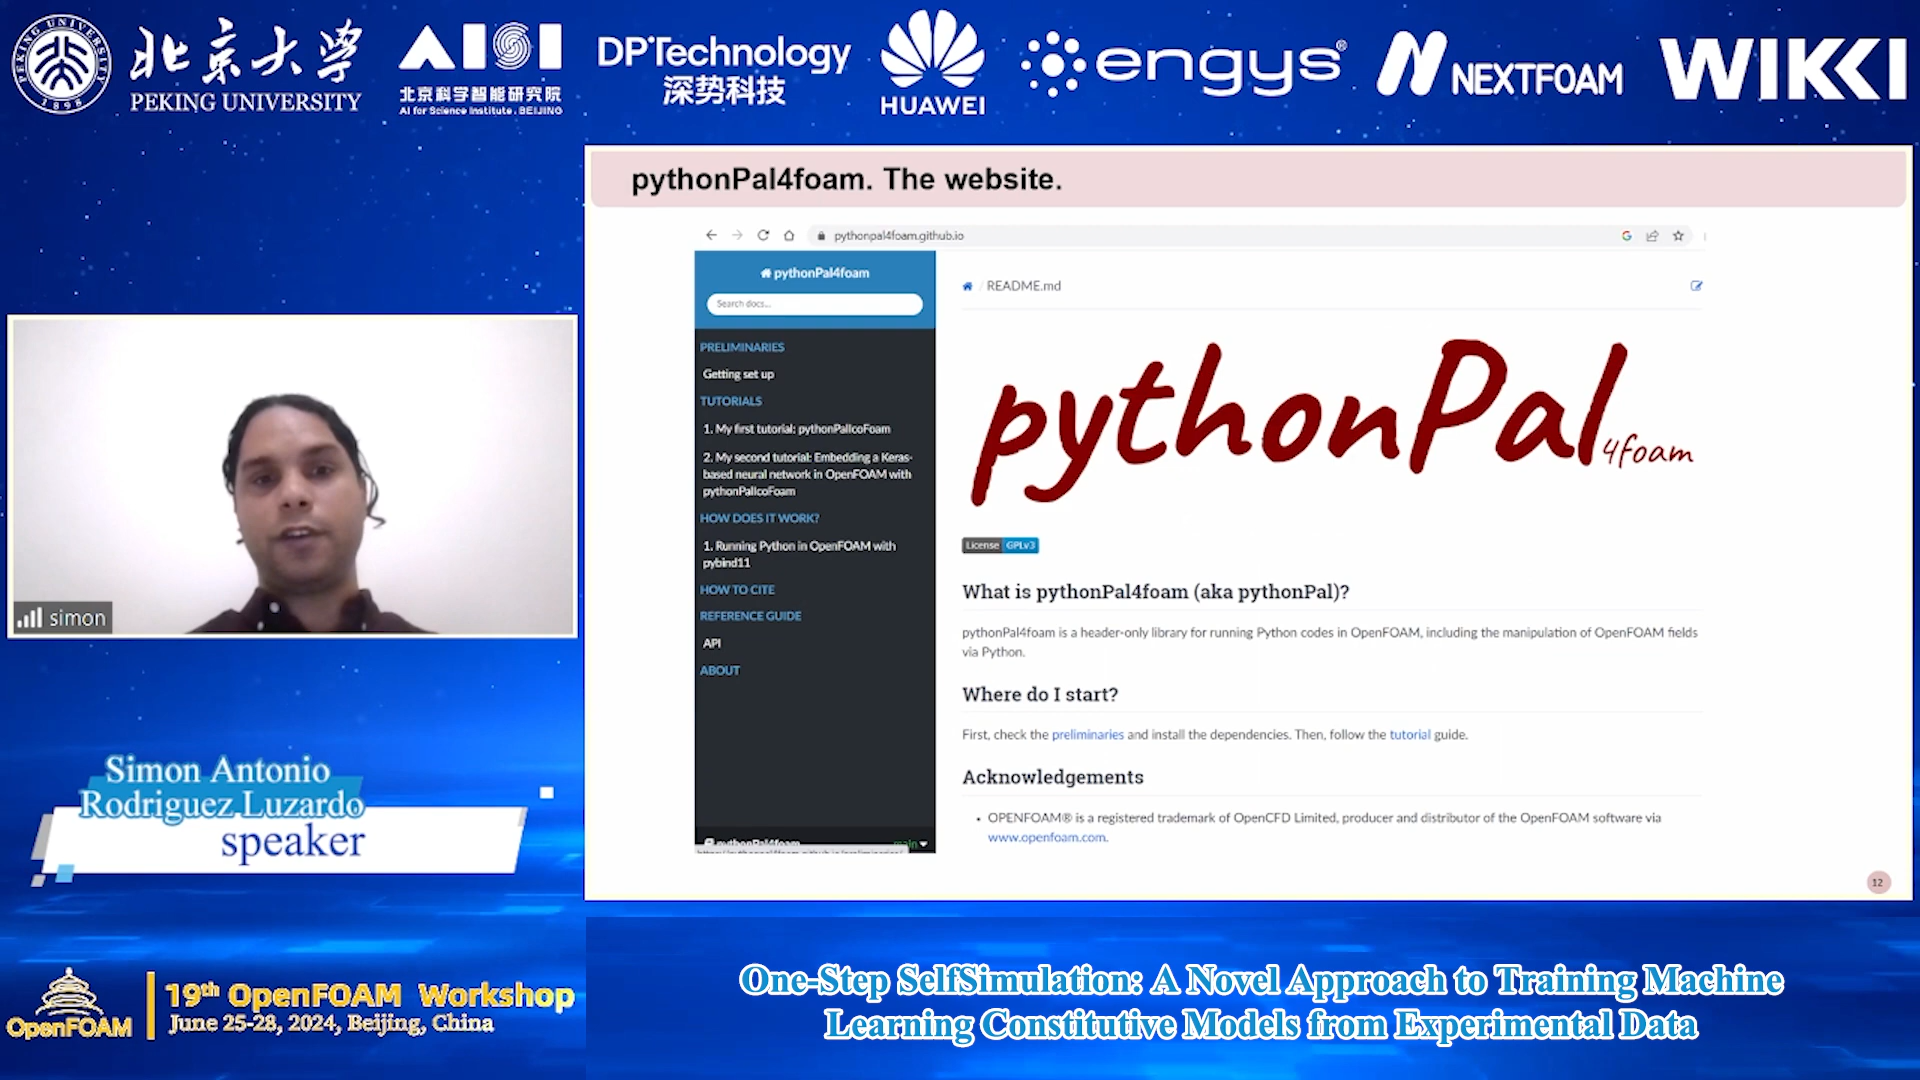 PEKING UNIVERSITY
1898
北京大学
PEKING UNIVERSITY
AISI
北京科学智能研究院
AI for Science Institute, BEIJING
DP Technology
深势科技
HUAWEI
engys®
NEXTFOAM
WIKKI
pythonPal4foam. The website.
pythonpal4foam.github.io
pythonPal4foam
Search docs...
PRELIMINARIES
Getting set up
TUTORIALS
1. My first tutorial: pythonPalIcoFoam
2. My second tutorial: Embedding a Keras-
based neural network in OpenFOAM with
pythonPalIcoFoam
HOW DOES IT WORK?
1. Running Python in OpenFOAM with
pybind11
HOW TO CITE
REFERENCE GUIDE
API
ABOUT
pythonPal4foam
main
/ README.md
pythonPal4foam
License GPLv3
What is pythonPal4foam (aka pythonPal)?
pythonPal4foam is a header-only library for running Python codes in OpenFOAM, including the manipulation of OpenFOAM fields
via Python.
Where do I start?
First, check the preliminaries and install the dependencies. Then, follow the tutorial guide.
Acknowledgements
• OPENFOAM® is a registered trademark of OpenCFD Limited, producer and distributor of the OpenFOAM software via
www.openfoam.com.
12
simon
Simon Antonio
Rodriguez Luzardo
speaker
OpenFOAM
19th OpenFOAM Workshop
June 25-28, 2024, Beijing, China
One-Step SelfSimulation: A Novel Approach to Training Machine
Learning Constitutive Models from Experimental Data